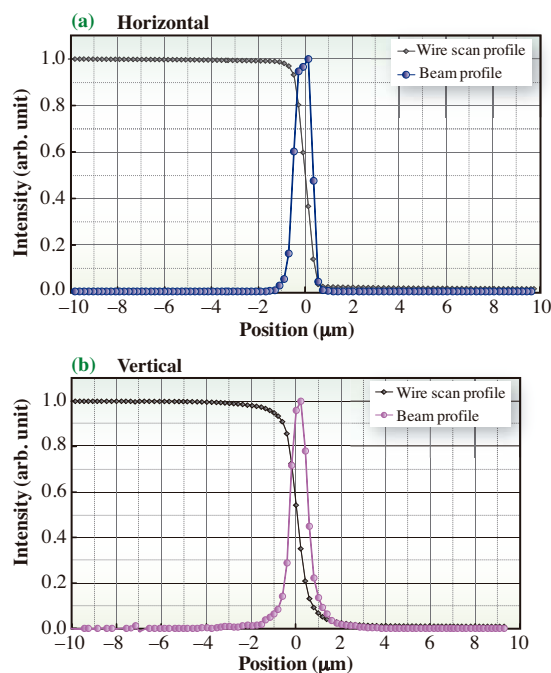 (a) Horizontal
1.0
0.8
0.6
0.4
0.2
0.0
Intensity (arb. unit)
Wire scan profile
Beam profile
−10 −8 −6 −4 −2 0 2 4 6 8 10
Position (μm)
(b) Vertical
1.0
0.8
0.6
0.4
0.2
0.0
Intensity (arb. unit)
Wire scan profile
Beam profile
−10 −8 −6 −4 −2 0 2 4 6 8 10
Position (μm)